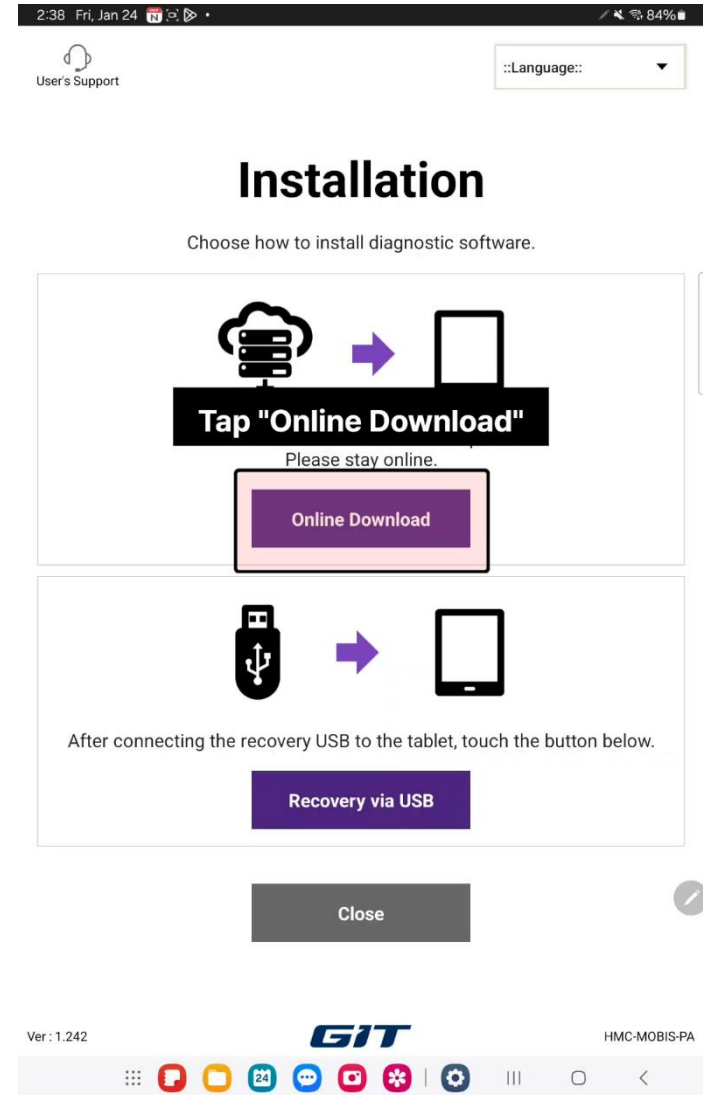 2:38 Fri, Jan 24
84%
User's Support
::Language::
Installation
Choose how to install diagnostic software.
Tap "Online Download"
Please stay online.
Online Download
After connecting the recovery USB to the tablet, touch the button below.
Recovery via USB
Close
Ver : 1.242
GIT
HMC-MOBIS-PA
24